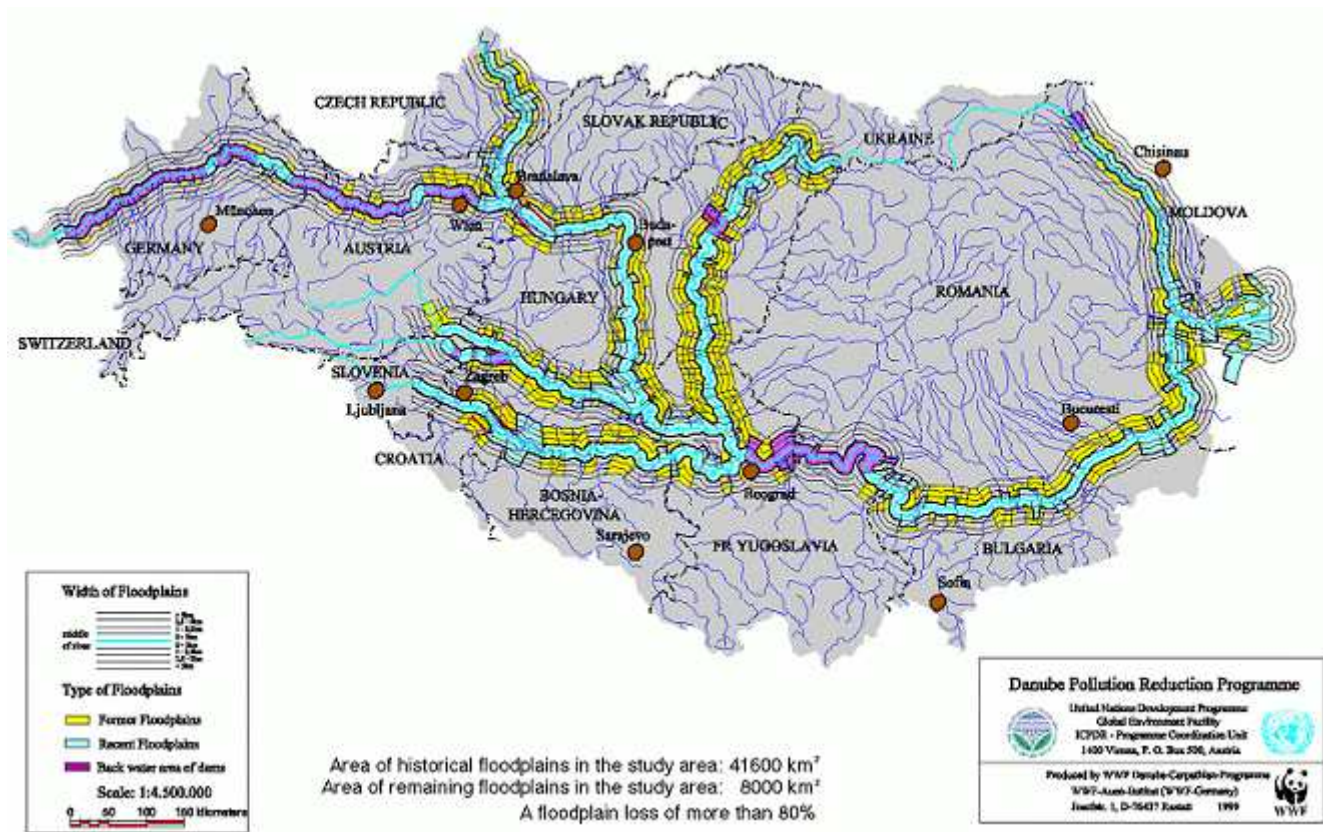 CZECH REPUBLIC
SLOVAK REPUBLIC
UKRAINE
Chisinau
MOLDOVA
Bratislava
München
GERMANY
AUSTRIA
Wien
Buda-
pest
HUNGARY
ROMANIA
SWITZERLAND
SLOVENIA
Zagreb
Ljubljana
Bucuresti
CROATIA
Beograd
BOSNIA-
HERCEGOVINA
Sarajevo
FR YUGOSLAVIA
BULGARIA
Sofia
Width of Floodplains
middle
of river
Type of Floodplains
Former Floodplains
Recent Floodplains
Back water area of dams
Scale: 1:4.500.000
0 50 100 150 kilometers
Area of historical floodplains in the study area: 41600 km²
Area of remaining floodplains in the study area: 8000 km²
A floodplain loss of more than 80%
Danube Pollution Reduction Programme
United Nations Development Programme
Global Environment Facility
ICPDR - Programme Coordination Unit
1400 Vienna, P. O. Box 500, Austria
Produced by WWF Danube-Carpathian-Programme
WWF-Auen-Institut (WWF-Germany)
1999
WWF